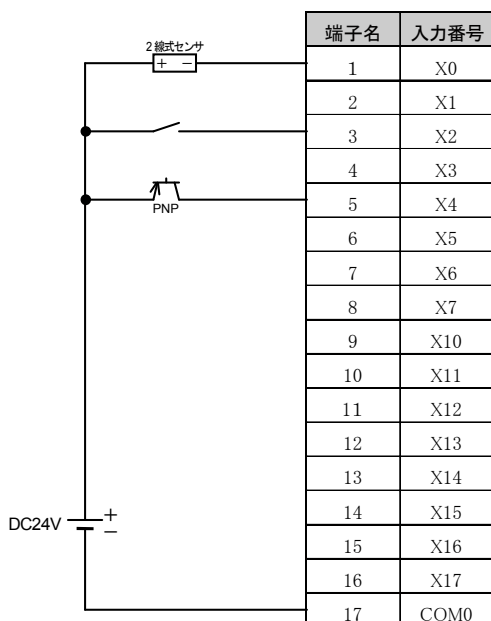 端子名 入力番号
2線式センサ
+ −
1 X0
2 X1
3 X2
4 X3
PNP
5 X4
6 X5
7 X6
8 X7
9 X10
10 X11
11 X12
12 X13
13 X14
14 X15
15 X16
16 X17
DC24V
+
−
17 COM0